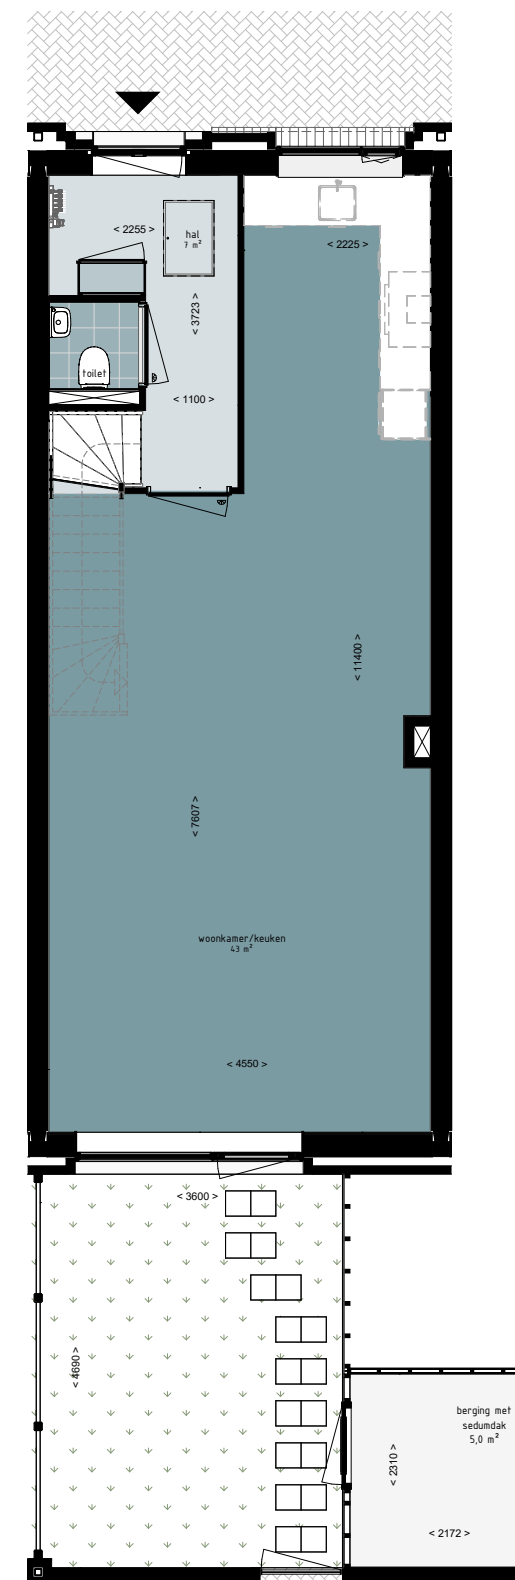 < 2255 >
hal
7 m²
< 2225 >
< 3723 >
toilet
< 1100 >
< 11400 >
< 7607 >
woonkamer/keuken
43 m²
< 4550 >
< 3600 >
< 4690 >
berging met
sedumdak
5,0 m²
< 2310 >
< 2172 >